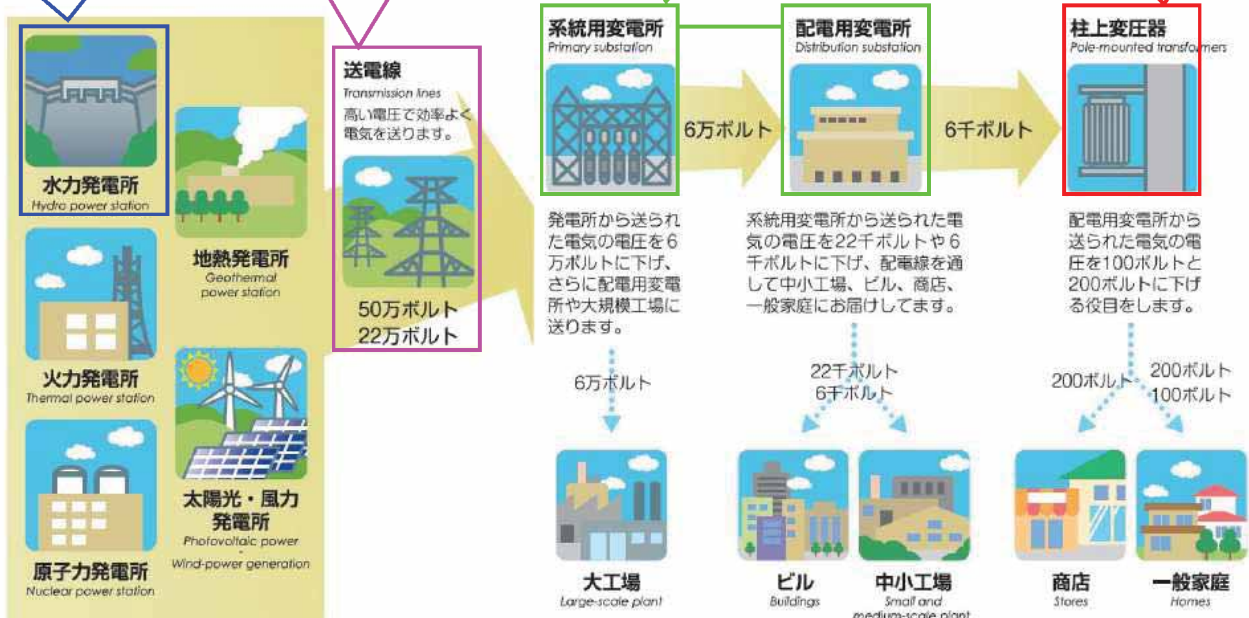 水力発電所
Hydro power station
地熱発電所
Geothermal
power station
火力発電所
Thermal power station
太陽光・風力
発電所
Photovoltaic power
・
Wind-power generation
原子力発電所
Nuclear power station
送電線
Transmission lines
高い電圧で効率よく
電気を送ります。
50万ボルト
22万ボルト
系統用変電所
Primary substation
発電所から送られ
た電気の電圧を6
万ボルトに下げ、
さらに配電用変電
所や大規模工場に
送ります。
6万ボルト
配電用変電所
Distribution substation
系統用変電所から送られた電
気の電圧を22千ボルトや6
千ボルトに下げ、配電線を通
して中小工場、ビル、商店、
一般家庭にお届けしてます。
6千ボルト
柱上変圧器
Pole-mounted transformers
配電用変電所から
送られた電気の電
圧を100ボルトと
200ボルトに下げ
る役目をします。
6万ボルト
22千ボルト
6千ボルト
200ボルト
200ボルト
100ボルト
大工場
Large-scale plant
ビル
Buildings
中小工場
Small and
medium-scale plant
商店
Stores
一般家庭
Homes